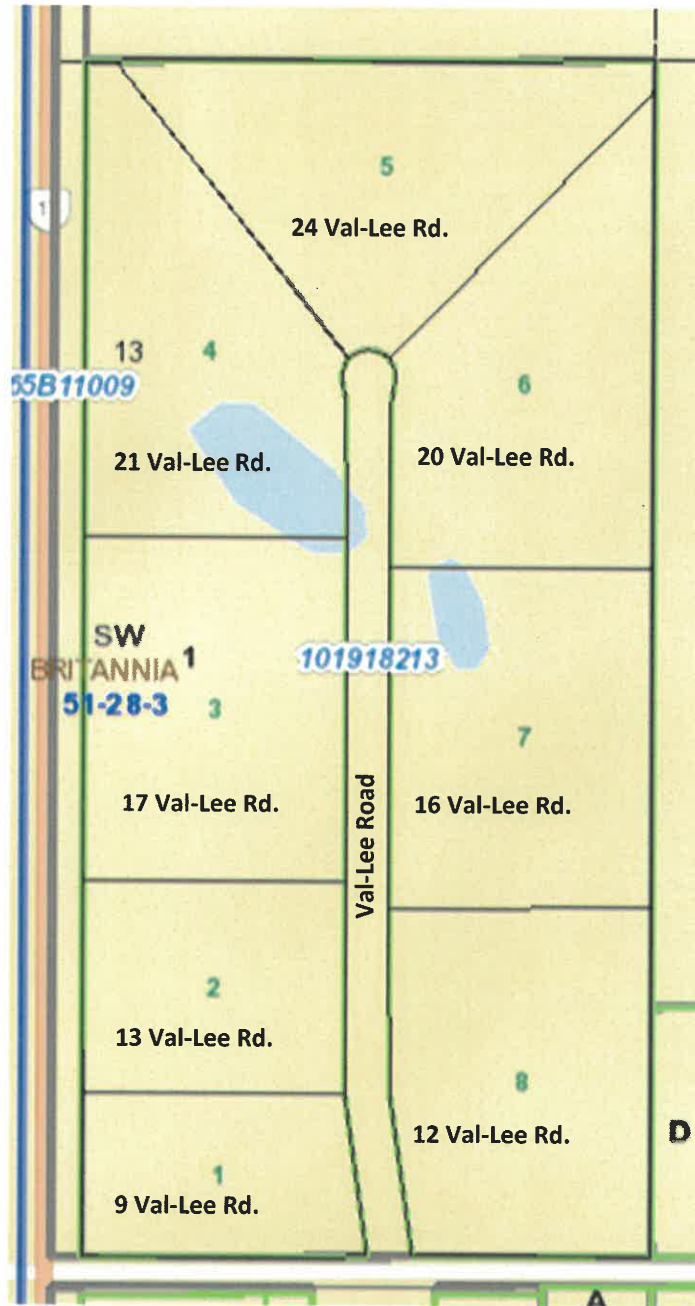 5
24 Val-Lee Rd.
1
13
4
65B11009
6
21 Val-Lee Rd.
20 Val-Lee Rd.
SW
1
BRITANNIA
51-28-3
101918213
3
7
17 Val-Lee Rd.
Val-Lee Road
16 Val-Lee Rd.
2
13 Val-Lee Rd.
8
12 Val-Lee Rd.
D
1
9 Val-Lee Rd.
A